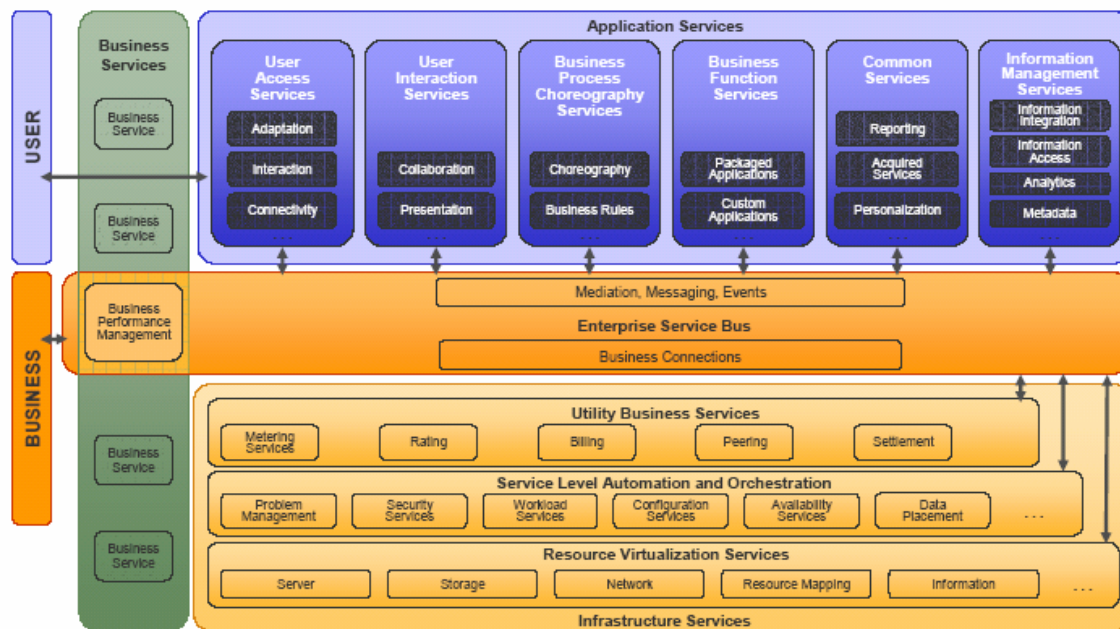 USER
BUSINESS
Business
Services
Business
Service
Business
Service
Business
Performance
Management
Business
Service
Business
Service
Application Services
User
Access
Services
Adaptation
Interaction
Connectivity
. . .
User
Interaction
Services
Collaboration
Presentation
. . .
Business
Process
Choreography
Services
Choreography
Business Rules
. . .
Business
Function
Services
Packaged
Applications
Custom
Applications
. . .
Common
Services
Reporting
Acquired
Services
Personalization
. . .
Information
Management
Services
Information
Integration
Information
Access
Analytics
Metadata
. . .
Mediation, Messaging, Events
Enterprise Service Bus
Business Connections
Utility Business Services
Metering
Services
Rating
Billing
Peering
Settlement
Service Level Automation and Orchestration
Problem
Management
Security
Services
Workload
Services
Configuration
Services
Availability
Services
Data
Placement
. . .
Resource Virtualization Services
Server
Storage
Network
Resource Mapping
Information
. . .
Infrastructure Services